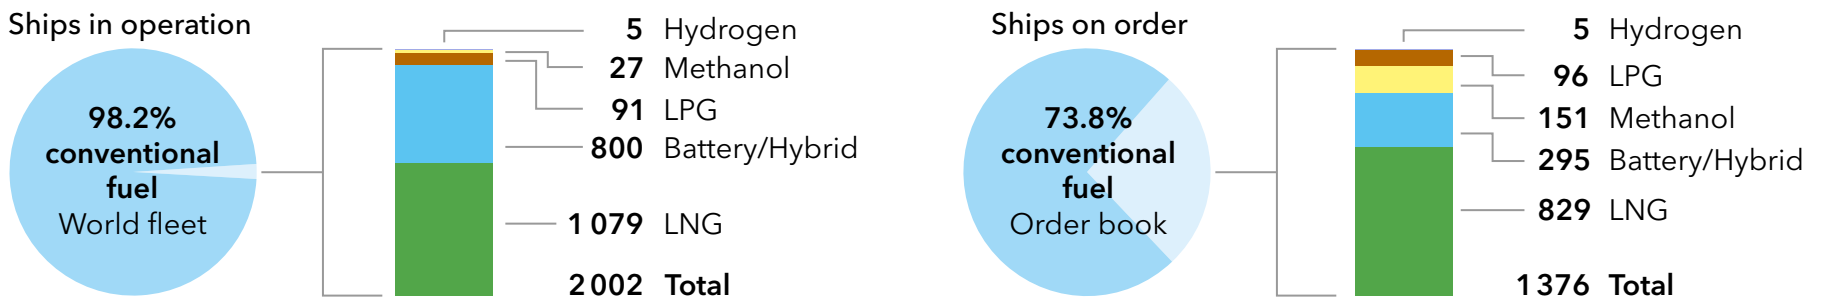 Ships in operation
98.2%
conventional
fuel
World fleet
5 Hydrogen
27 Methanol
91 LPG
800 Battery/Hybrid
1 079 LNG
2 002 Total
Ships on order
73.8%
conventional
fuel
Order book
5 Hydrogen
96 LPG
151 Methanol
295 Battery/Hybrid
829 LNG
1 376 Total